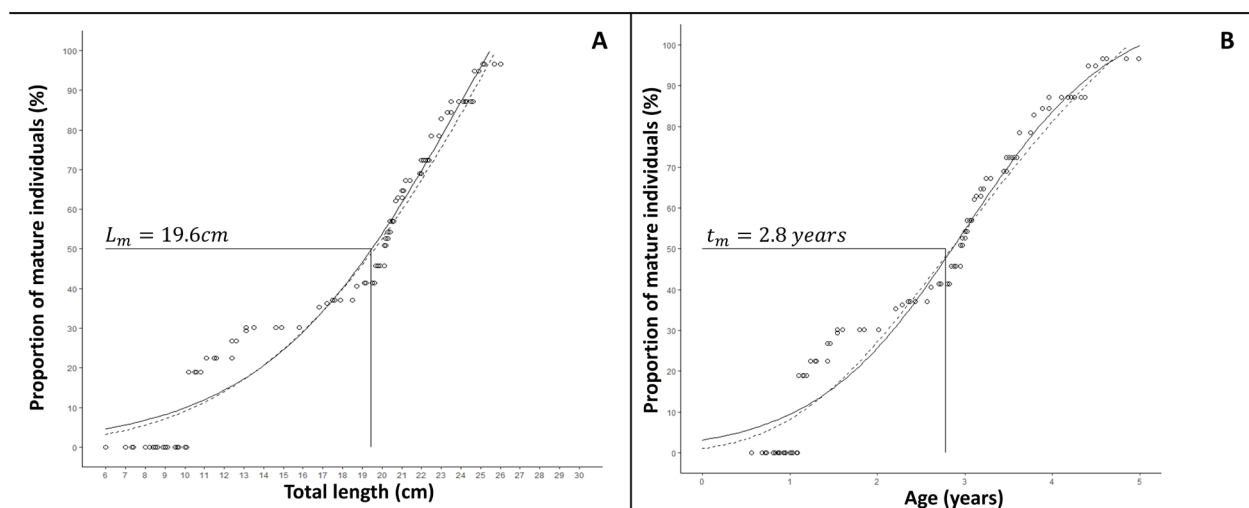 A
Proportion of mature individuals (%)
100
90
80
70
60
50
40
30
20
10
0
L_m = 19.6cm
6 7 8 9 10 11 12 13 14 15 16 17 18 19 20 21 22 23 24 25 26 27 28 29 30
Total length (cm)
B
Proportion of mature individuals (%)
100
90
80
70
60
50
40
30
20
10
0
t_m = 2.8 years
0 1 2 3 4 5
Age (years)